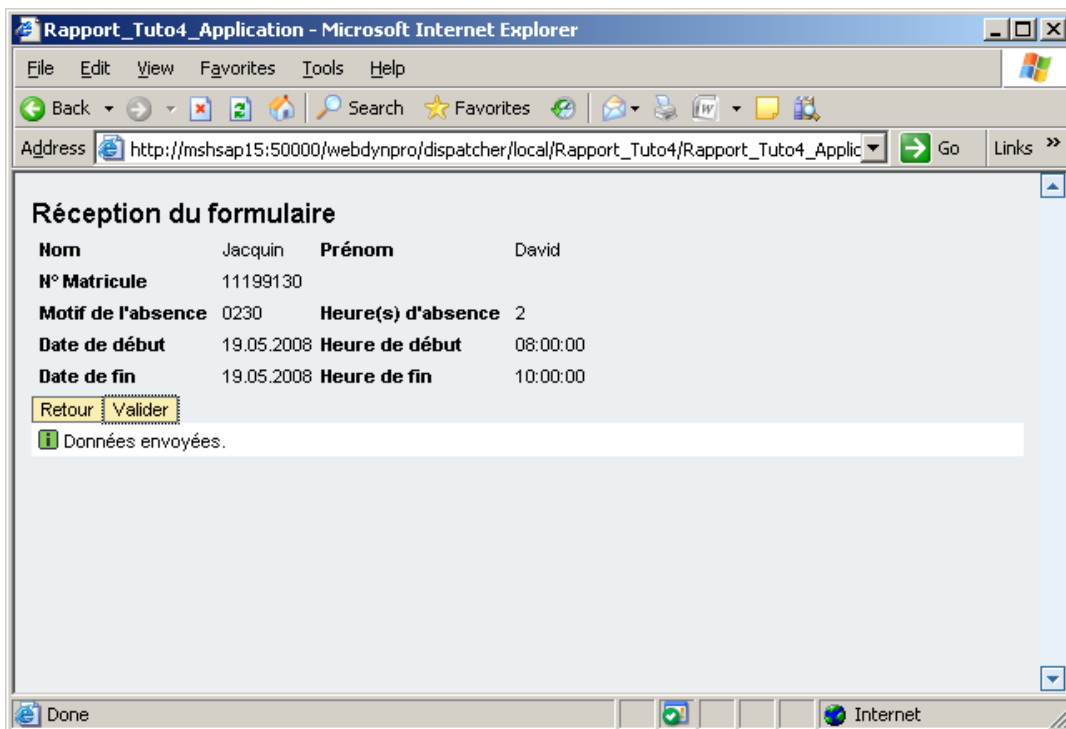 Rapport_Tuto4_Application - Microsoft Internet Explorer
File Edit View Favorites Tools Help
Back Search Favorites
Address http://mshsap15:50000/webdynpro/dispatcher/local/Rapport_Tuto4/Rapport_Tuto4_Applic Go Links »
Réception du formulaire
Nom Jacquin Prénom David
N° Matricule 11199130
Motif de l'absence 0230 Heure(s) d'absence 2
Date de début 19.05.2008 Heure de début 08:00:00
Date de fin 19.05.2008 Heure de fin 10:00:00
Retour Valider
Données envoyées.
Done Internet